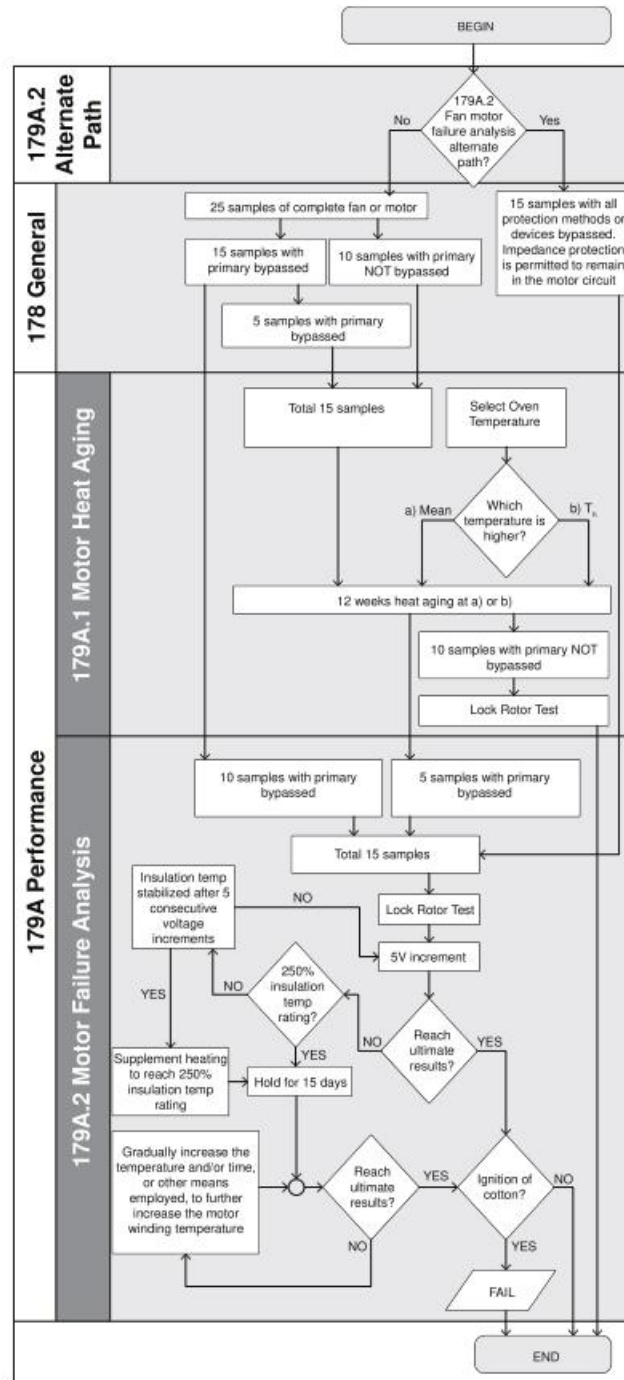 BEGIN
179A.2
Alternate
Path
179A.2
Fan motor
failure analysis
alternate
path?
No
Yes
178 General
25 samples of complete fan or motor
15 samples with
primary bypassed
10 samples with primary
NOT bypassed
5 samples with primary
bypassed
15 samples with all
protection methods or
devices bypassed.
Impedance protection
is permitted to remain
in the motor circuit
179A Performance
179A.1 Motor Heat Aging
Total 15 samples
Select Oven
Temperature
Which
temperature is
higher?
a) Mean
b) T
12 weeks heat aging at a) or b)
10 samples with primary NOT
bypassed
Lock Rotor Test
179A.2 Motor Failure Analysis
10 samples with primary
bypassed
5 samples with primary
bypassed
Total 15 samples
Lock Rotor Test
5V increment
Insulation temp
stabilized after 5
consecutive
voltage
increments
NO
YES
250%
insulation
temp
rating?
NO
YES
Reach
ultimate
results?
NO
YES
Supplement heating
to reach 250%
insulation temp
rating
Hold for 15 days
Gradually increase the
temperature and/or time,
or other means
employed, to further
increase the motor
winding temperature
Reach
ultimate
results?
YES
NO
Ignition of
cotton?
NO
YES
FAIL
END